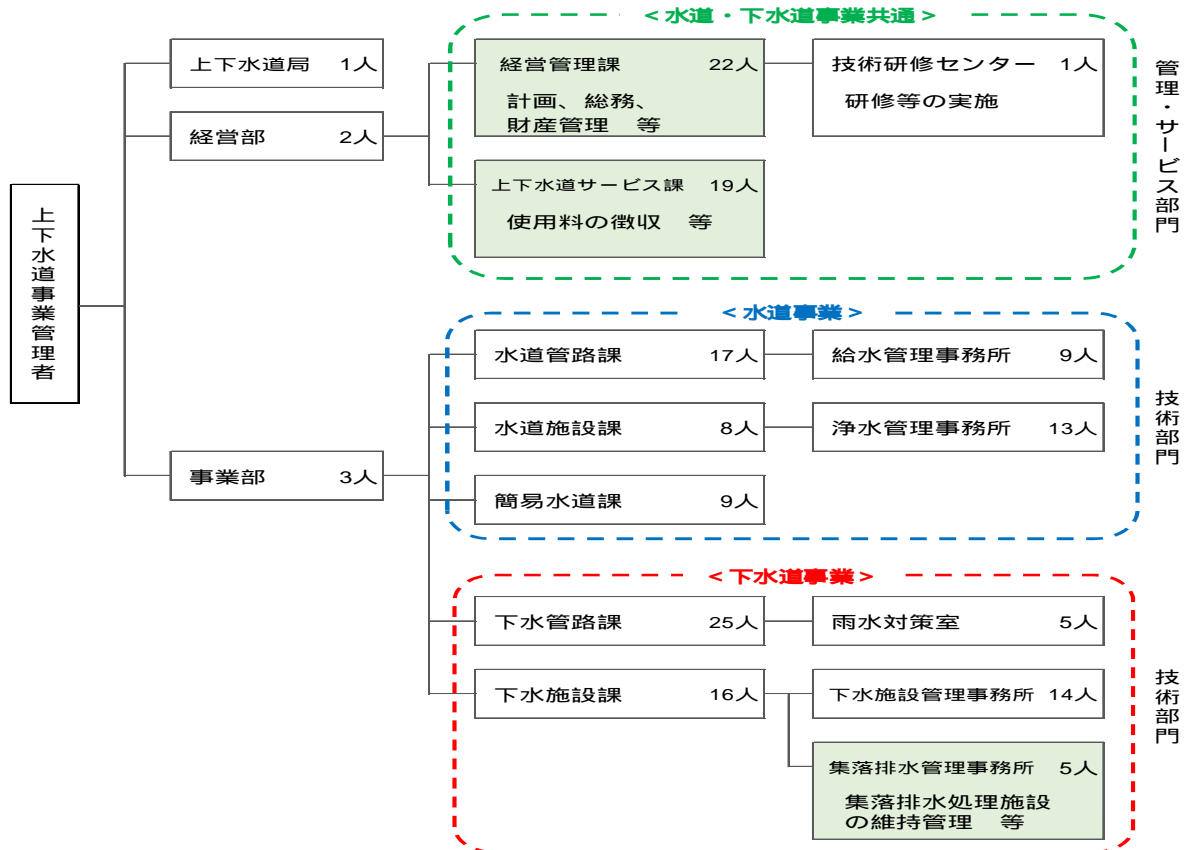 <水道・下水道事業共通>
上下水道局 1人
経営管理課 22人
計画、総務、
財産管理 等
技術研修センター 1人
研修等の実施
管理・サービス部門
経営部 2人
上下水道サービス課 19人
使用料の徴収 等
上下水道事業管理者
<水道事業>
水道管路課 17人
給水管理事務所 9人
水道施設課 8人
浄水管理事務所 13人
技術部門
事業部 3人
簡易水道課 9人
<下水道事業>
下水管路課 25人
雨水対策室 5人
下水施設課 16人
下水施設管理事務所 14人
技術部門
集落排水管理事務所 5人
集落排水処理施設
の維持管理 等